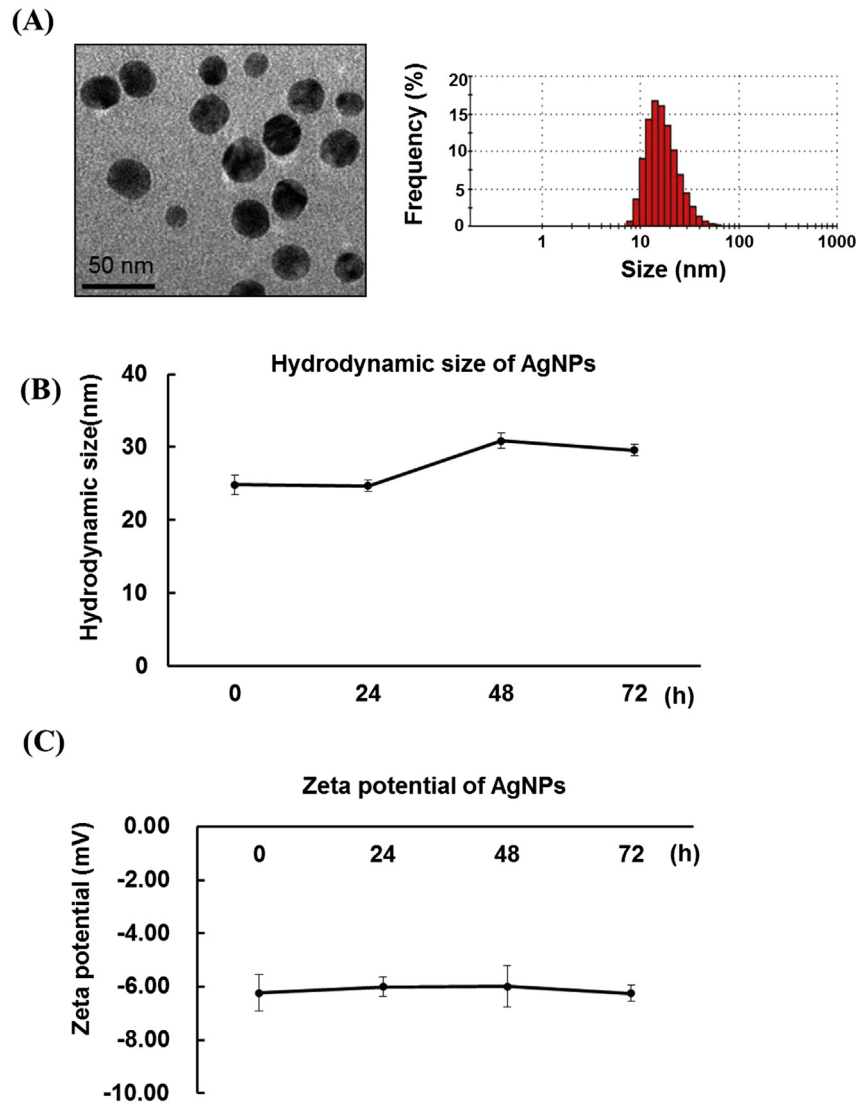 (A)
50 nm
Frequency (%)
20
15
10
5
0
1
10
100
1000
Size (nm)
(B)
Hydrodynamic size of AgNPs
Hydrodynamic size(nm)
40
30
20
10
0
0 24 48 72 (h)
(C)
Zeta potential of AgNPs
Zeta potential (mV)
0.00
0 24 48 72 (h)
-2.00
-4.00
-6.00
-8.00
-10.00